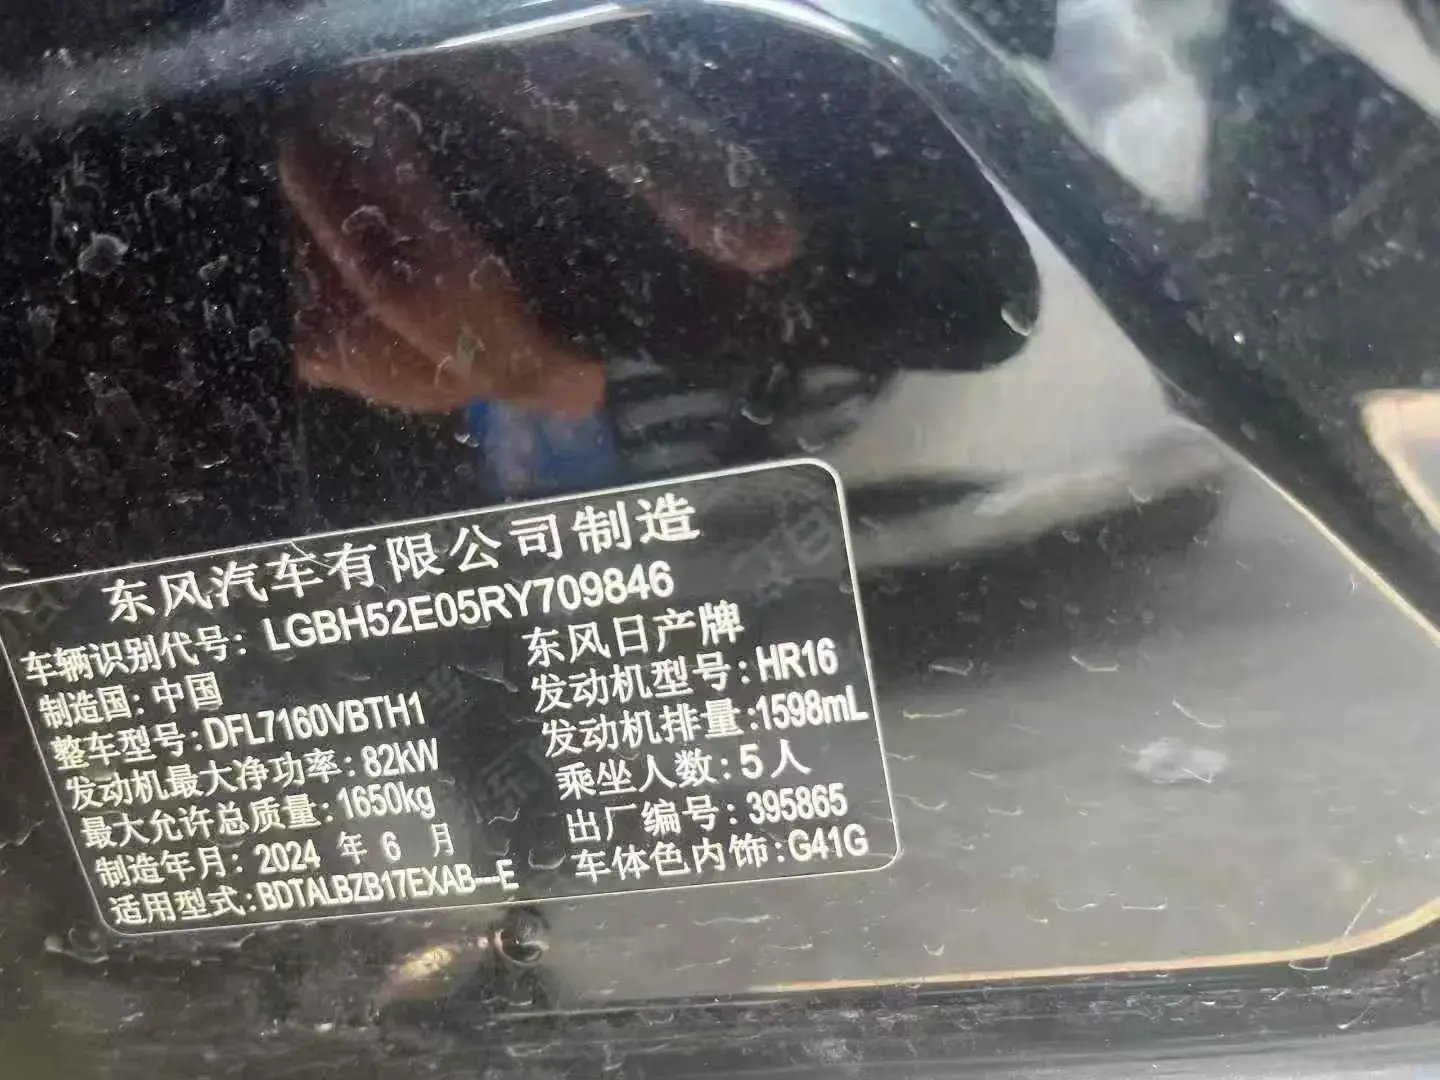 东风汽车有限公司制造
车辆识别代号: LGBH52E05RY709846
制造国: 中国 东风日产牌
整车型号: DFL7160VBTH1 发动机型号: HR16
发动机最大净功率: 82kW 发动机排量: 1598mL
最大允许总质量: 1650kg 乘坐人数: 5人
制造年月: 2024 年 6 月 出厂编号: 395865
适用型式: BDTALBZB17EXAB---E 车体色内饰: G41G